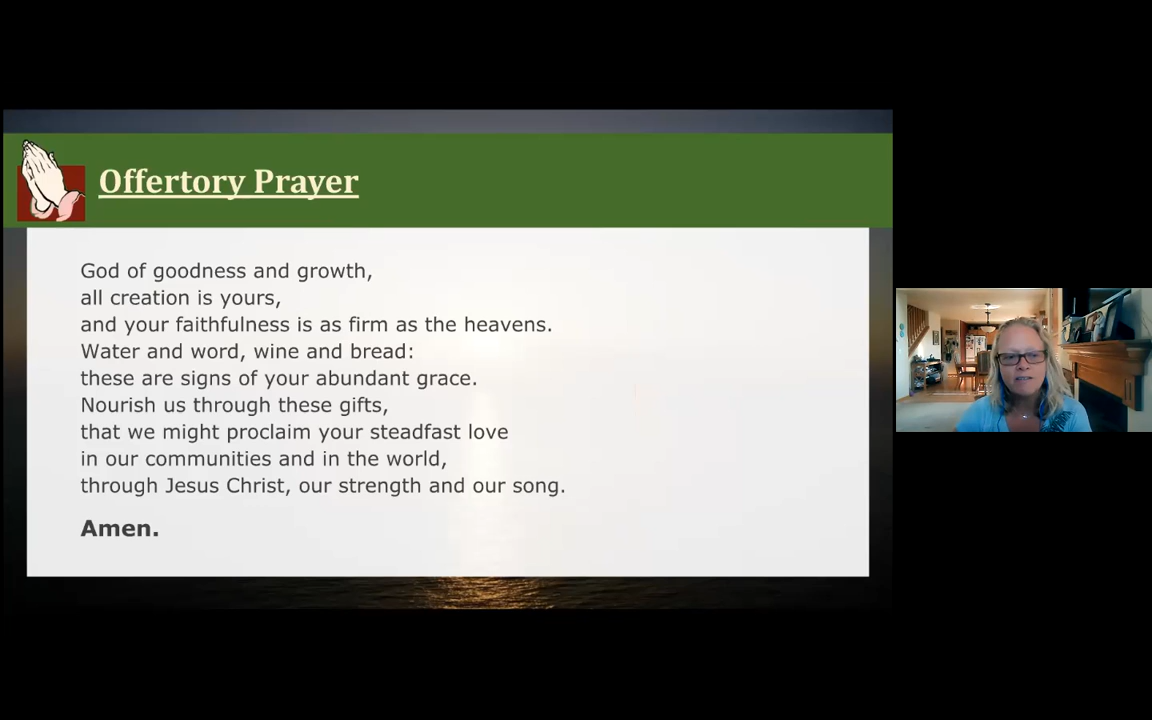 Offertory Prayer
God of goodness and growth,
all creation is yours,
and your faithfulness is as firm as the heavens.
Water and word, wine and bread:
these are signs of your abundant grace.
Nourish us through these gifts,
that we might proclaim your steadfast love
in our communities and in the world,
through Jesus Christ, our strength and our song.
Amen.